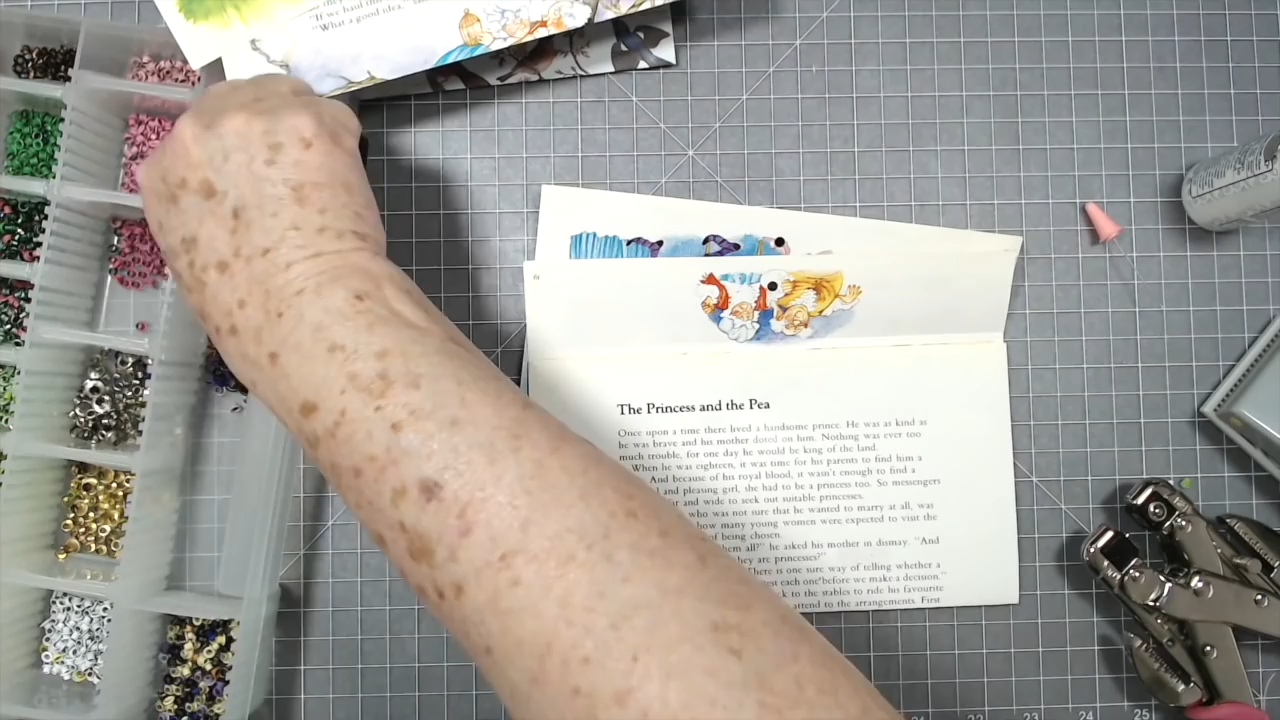 "If we haul this
"What a good idea,"
61
The Princess and the Pea
Once upon a time there lived a handsome prince. He was as kind as
he was brave and his mother doted on him. Nothing was ever too
much trouble, for one day he would be king of the land.
When he was eighteen, it was time for his parents to find him a
And because of his royal blood, it wasn't enough to find a
and pleasing girl, she had to be a princess too. So messengers
and wide to seek out suitable princesses.
who was not sure that he wanted to marry at all, was
how many young women were expected to visit the
of being chosen.
all?" he asked his mother in dismay. "And
they are princesses?"
There is one sure way of telling whether a
each one before we make a decision."
to the stables to ride his favourite
attend to the arrangements. First
21
22
23
24
25